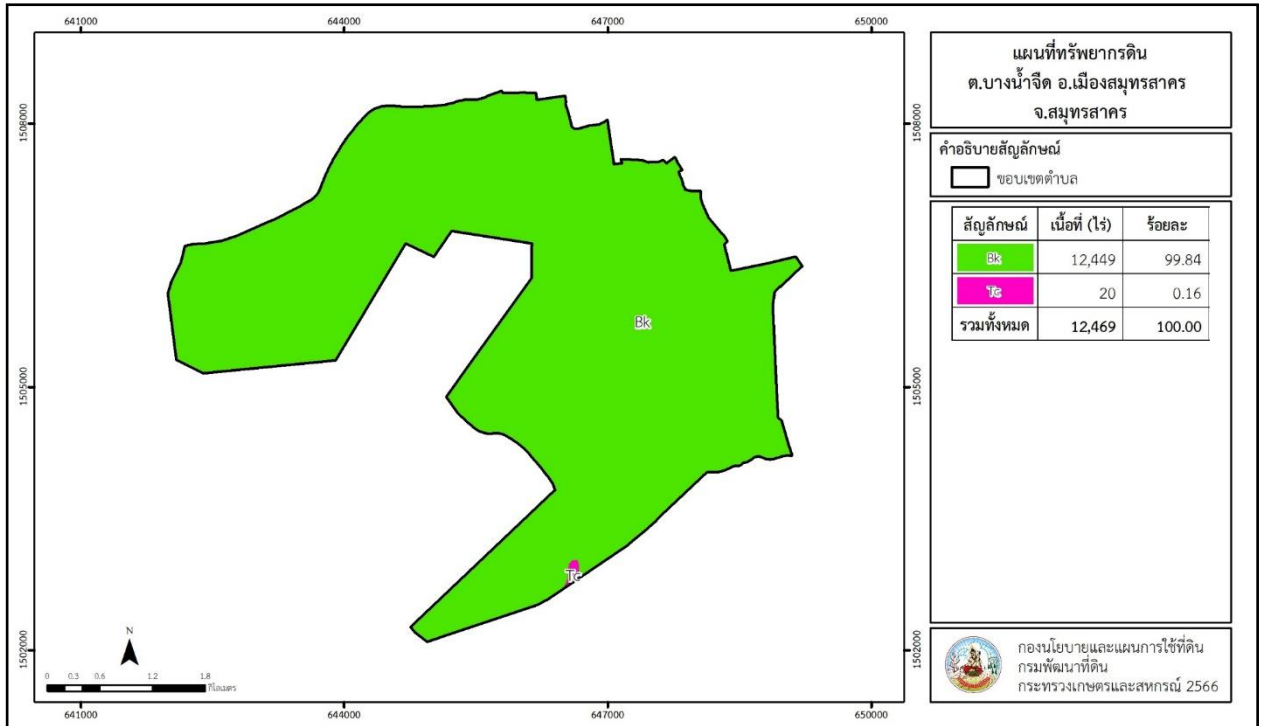 641000 644000 647000 650000
1508000 1508000
1505000 1505000
1502000 1502000
Bk
Tc
N
0 0.3 0.6 1.2 1.8
กิโลเมตร
641000 644000 647000 650000
แผนที่ทรัพยากรดิน
ต.บางน้ำจืด อ.เมืองสมุทรสาคร
จ.สมุทรสาคร
คำอธิบายสัญลักษณ์
ขอบเขตตำบล
สัญลักษณ์ เนื้อที่ (ไร่) ร้อยละ
Bk 12,449 99.84
Tc 20 0.16
รวมทั้งหมด 12,469 100.00
กองนโยบายและแผนการใช้ที่ดิน
กรมพัฒนาที่ดิน
กระทรวงเกษตรและสหกรณ์ 2566